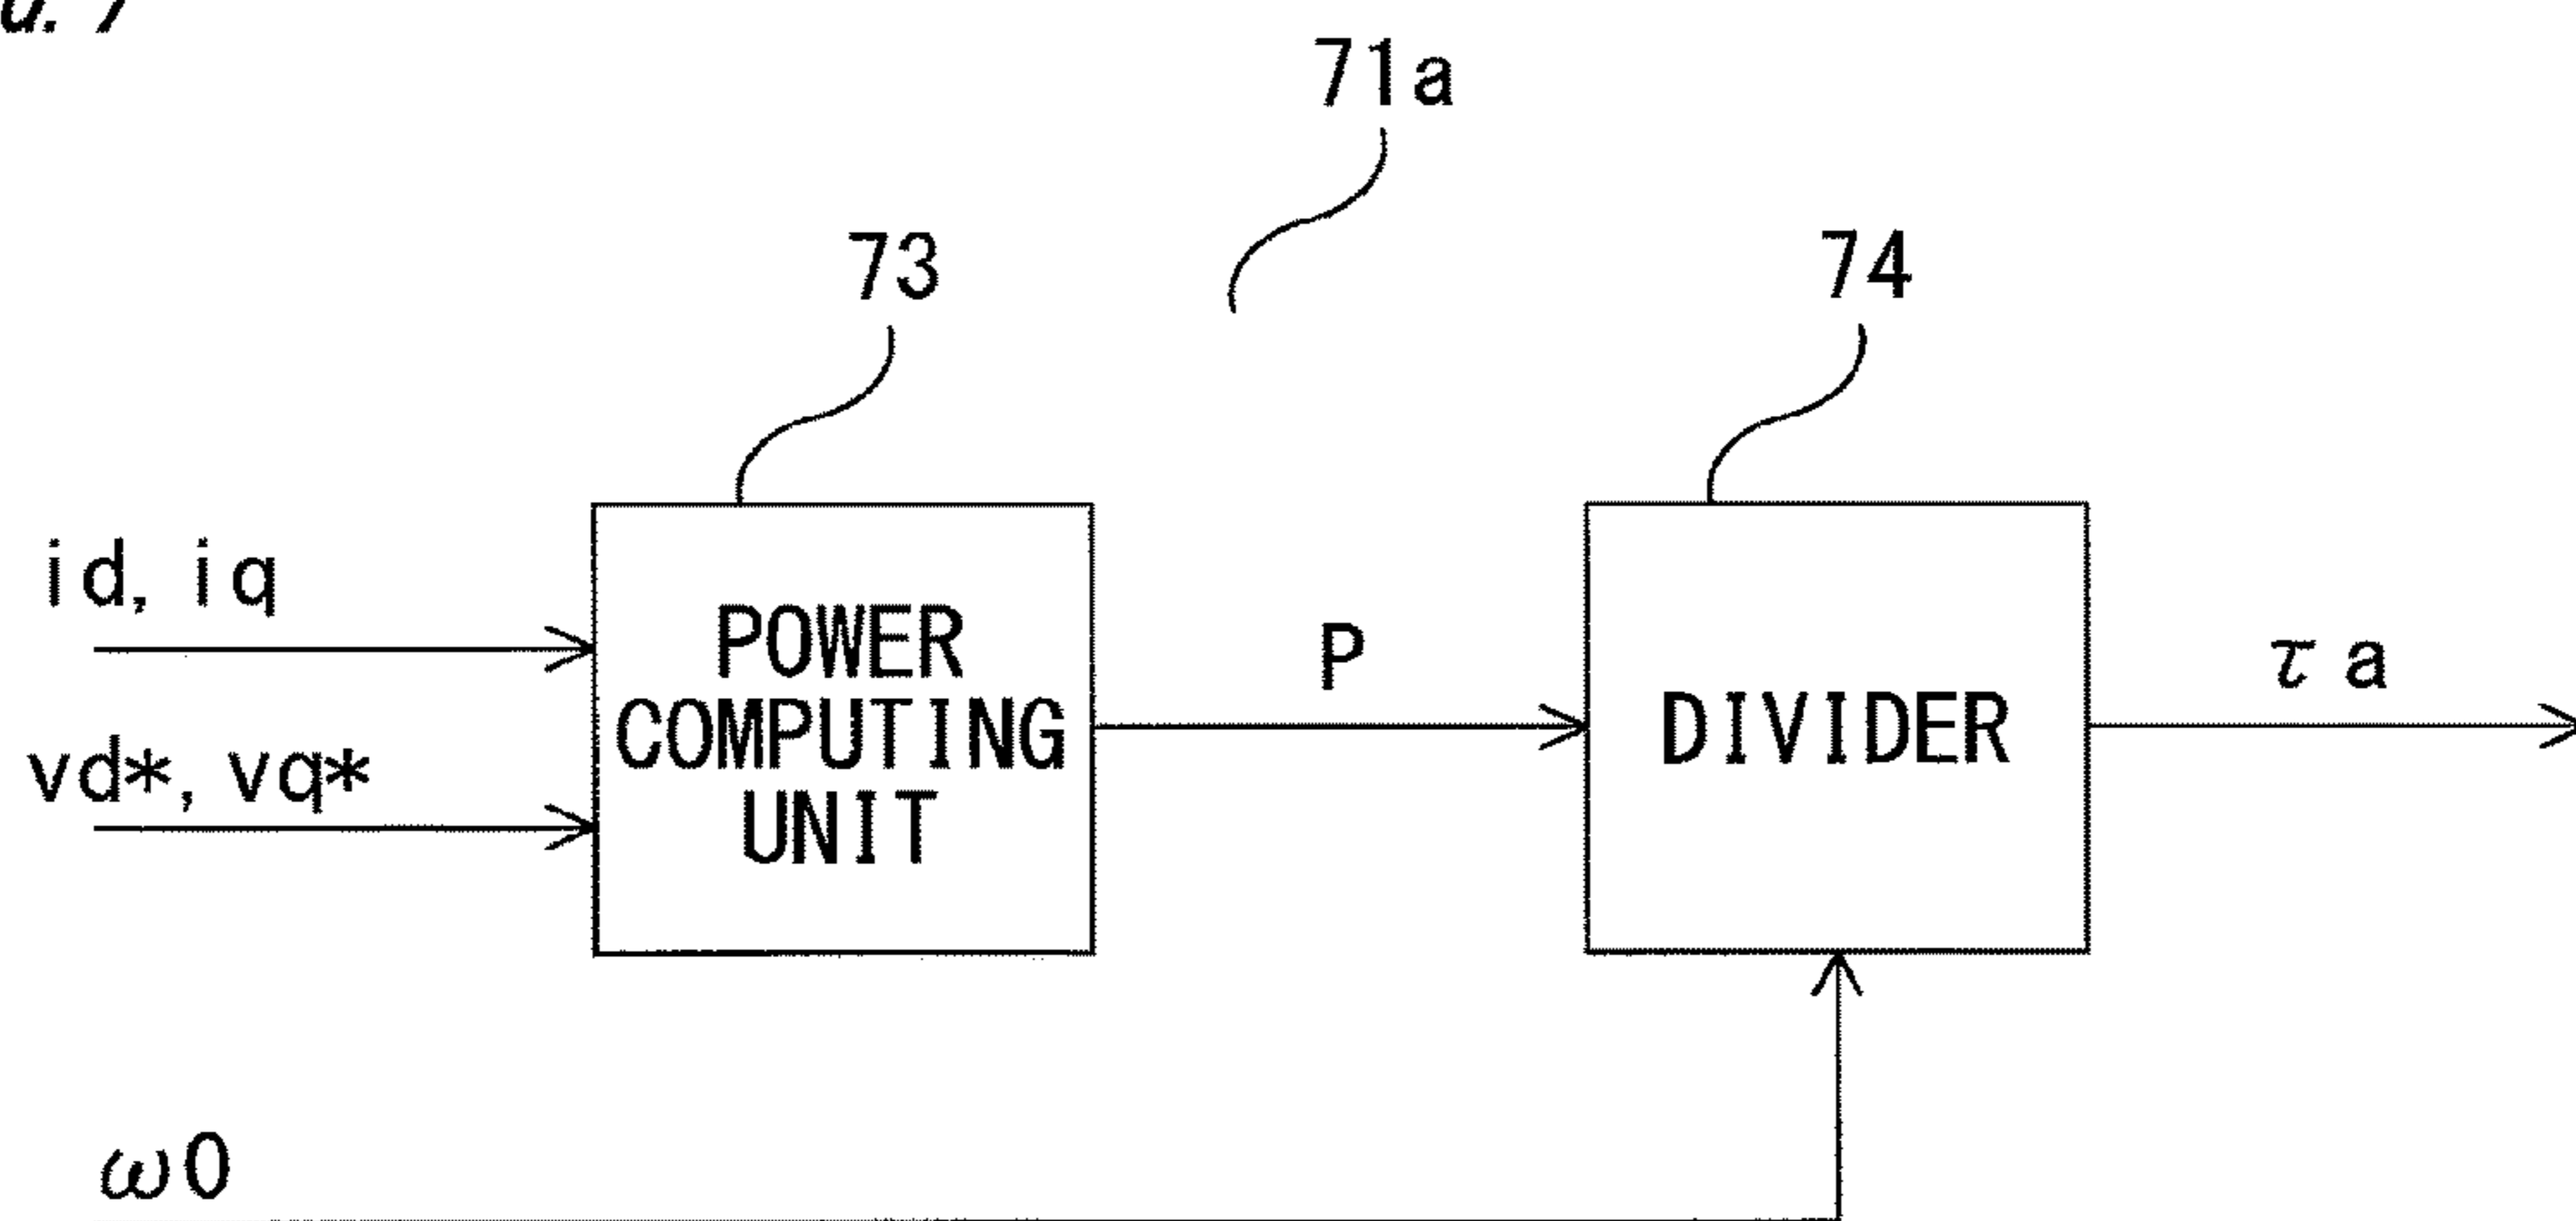 71a
73
74
id, iq
vd*, vq*
POWER
COMPUTING
UNIT
P
DIVIDER
τa
ω0